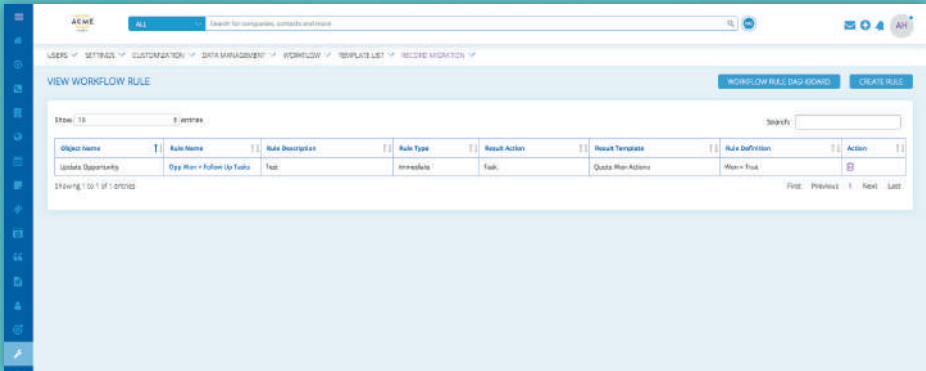 ACME
ALL Search for companies, contacts and more
AH
USERS SETTINGS CUSTOMIZATION DATA MANAGEMENT WORKFLOW TEMPLATE LIST RECORD MIGRATION
VIEW WORKFLOW RULE WORKFLOW RULE DASHBOARD CREATE RULE
Show 10 entries Search:
Object Name Rule Name Rule Description Rule Type Result Action Result Template Rule Definition Action
Update Opportunity Opp Won = Follow Up Tasks Test Immediate Task Quote Won Actions Won = True
Showing 1 to 1 of 1 entries First Previous 1 Next Last